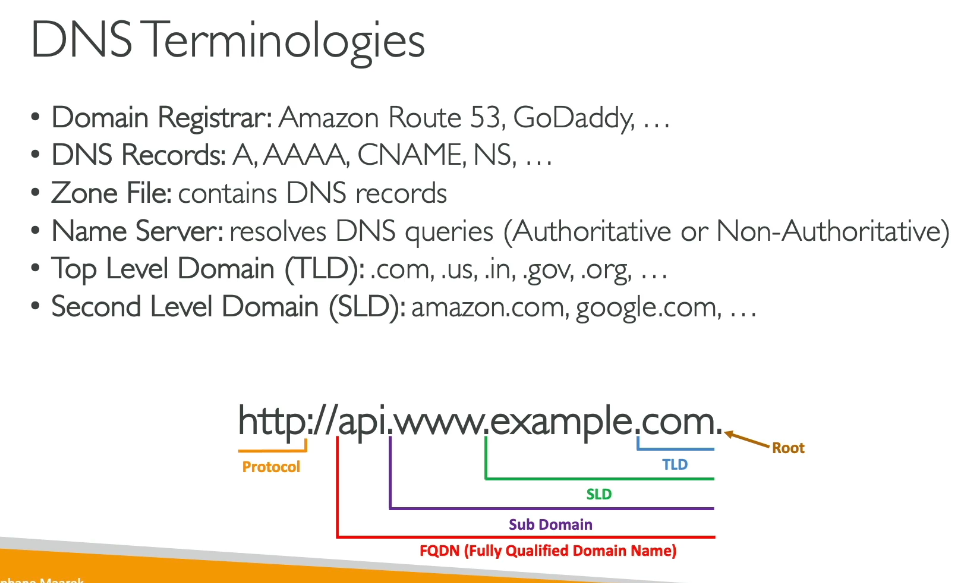 DNS Terminologies
• Domain Registrar: Amazon Route 53, GoDaddy, …
• DNS Records: A, AAAA, CNAME, NS, …
• Zone File: contains DNS records
• Name Server: resolves DNS queries (Authoritative or Non-Authoritative)
• Top Level Domain (TLD): .com, .us, .in, .gov, .org, …
• Second Level Domain (SLD): amazon.com, google.com, …
http://api.www.example.com.
Root
Protocol
TLD
SLD
Sub Domain
FQDN (Fully Qualified Domain Name)
Maarek